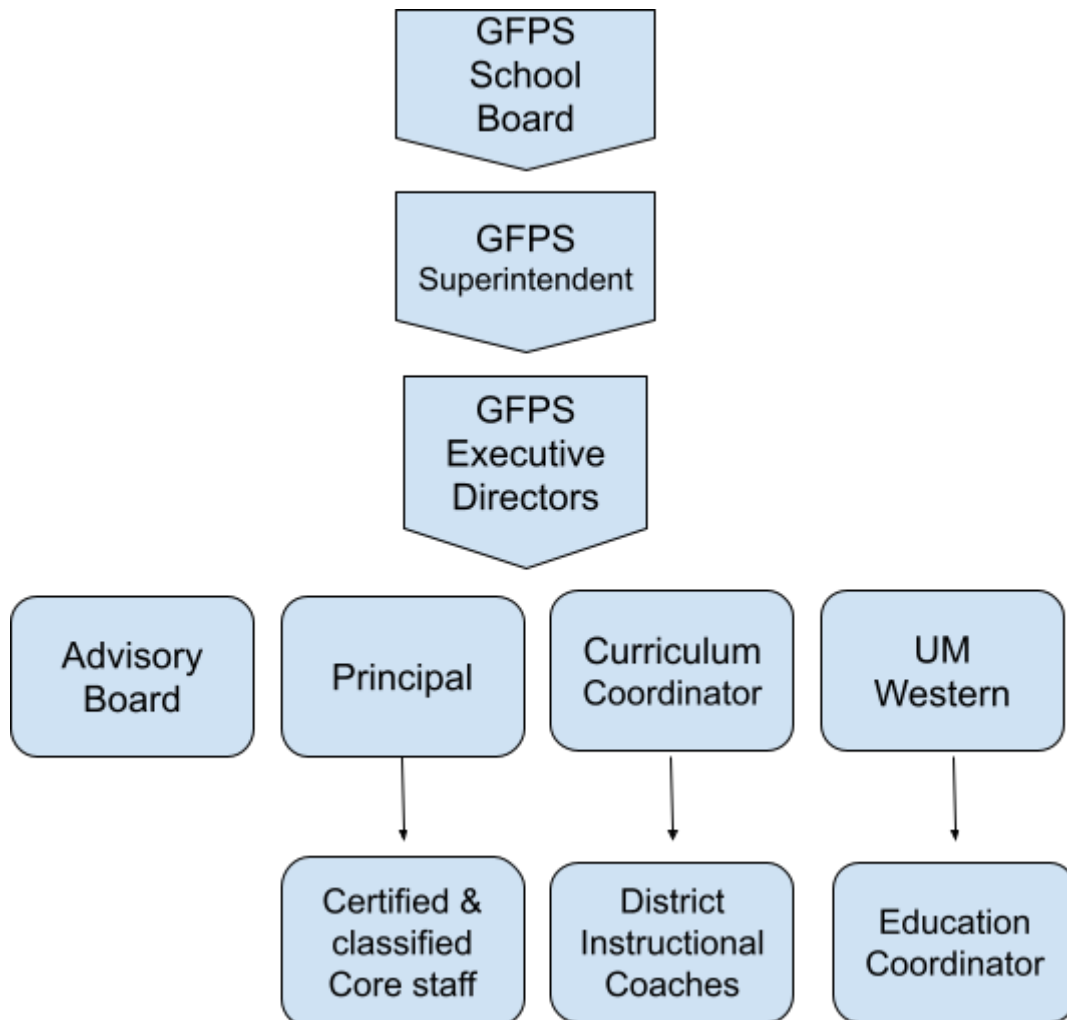 GFPS
School
Board
GFPS
Superintendent
GFPS
Executive
Directors
Advisory
Board
Principal
Curriculum
Coordinator
UM
Western
Certified &
classified
Core staff
District
Instructional
Coaches
Education
Coordinator